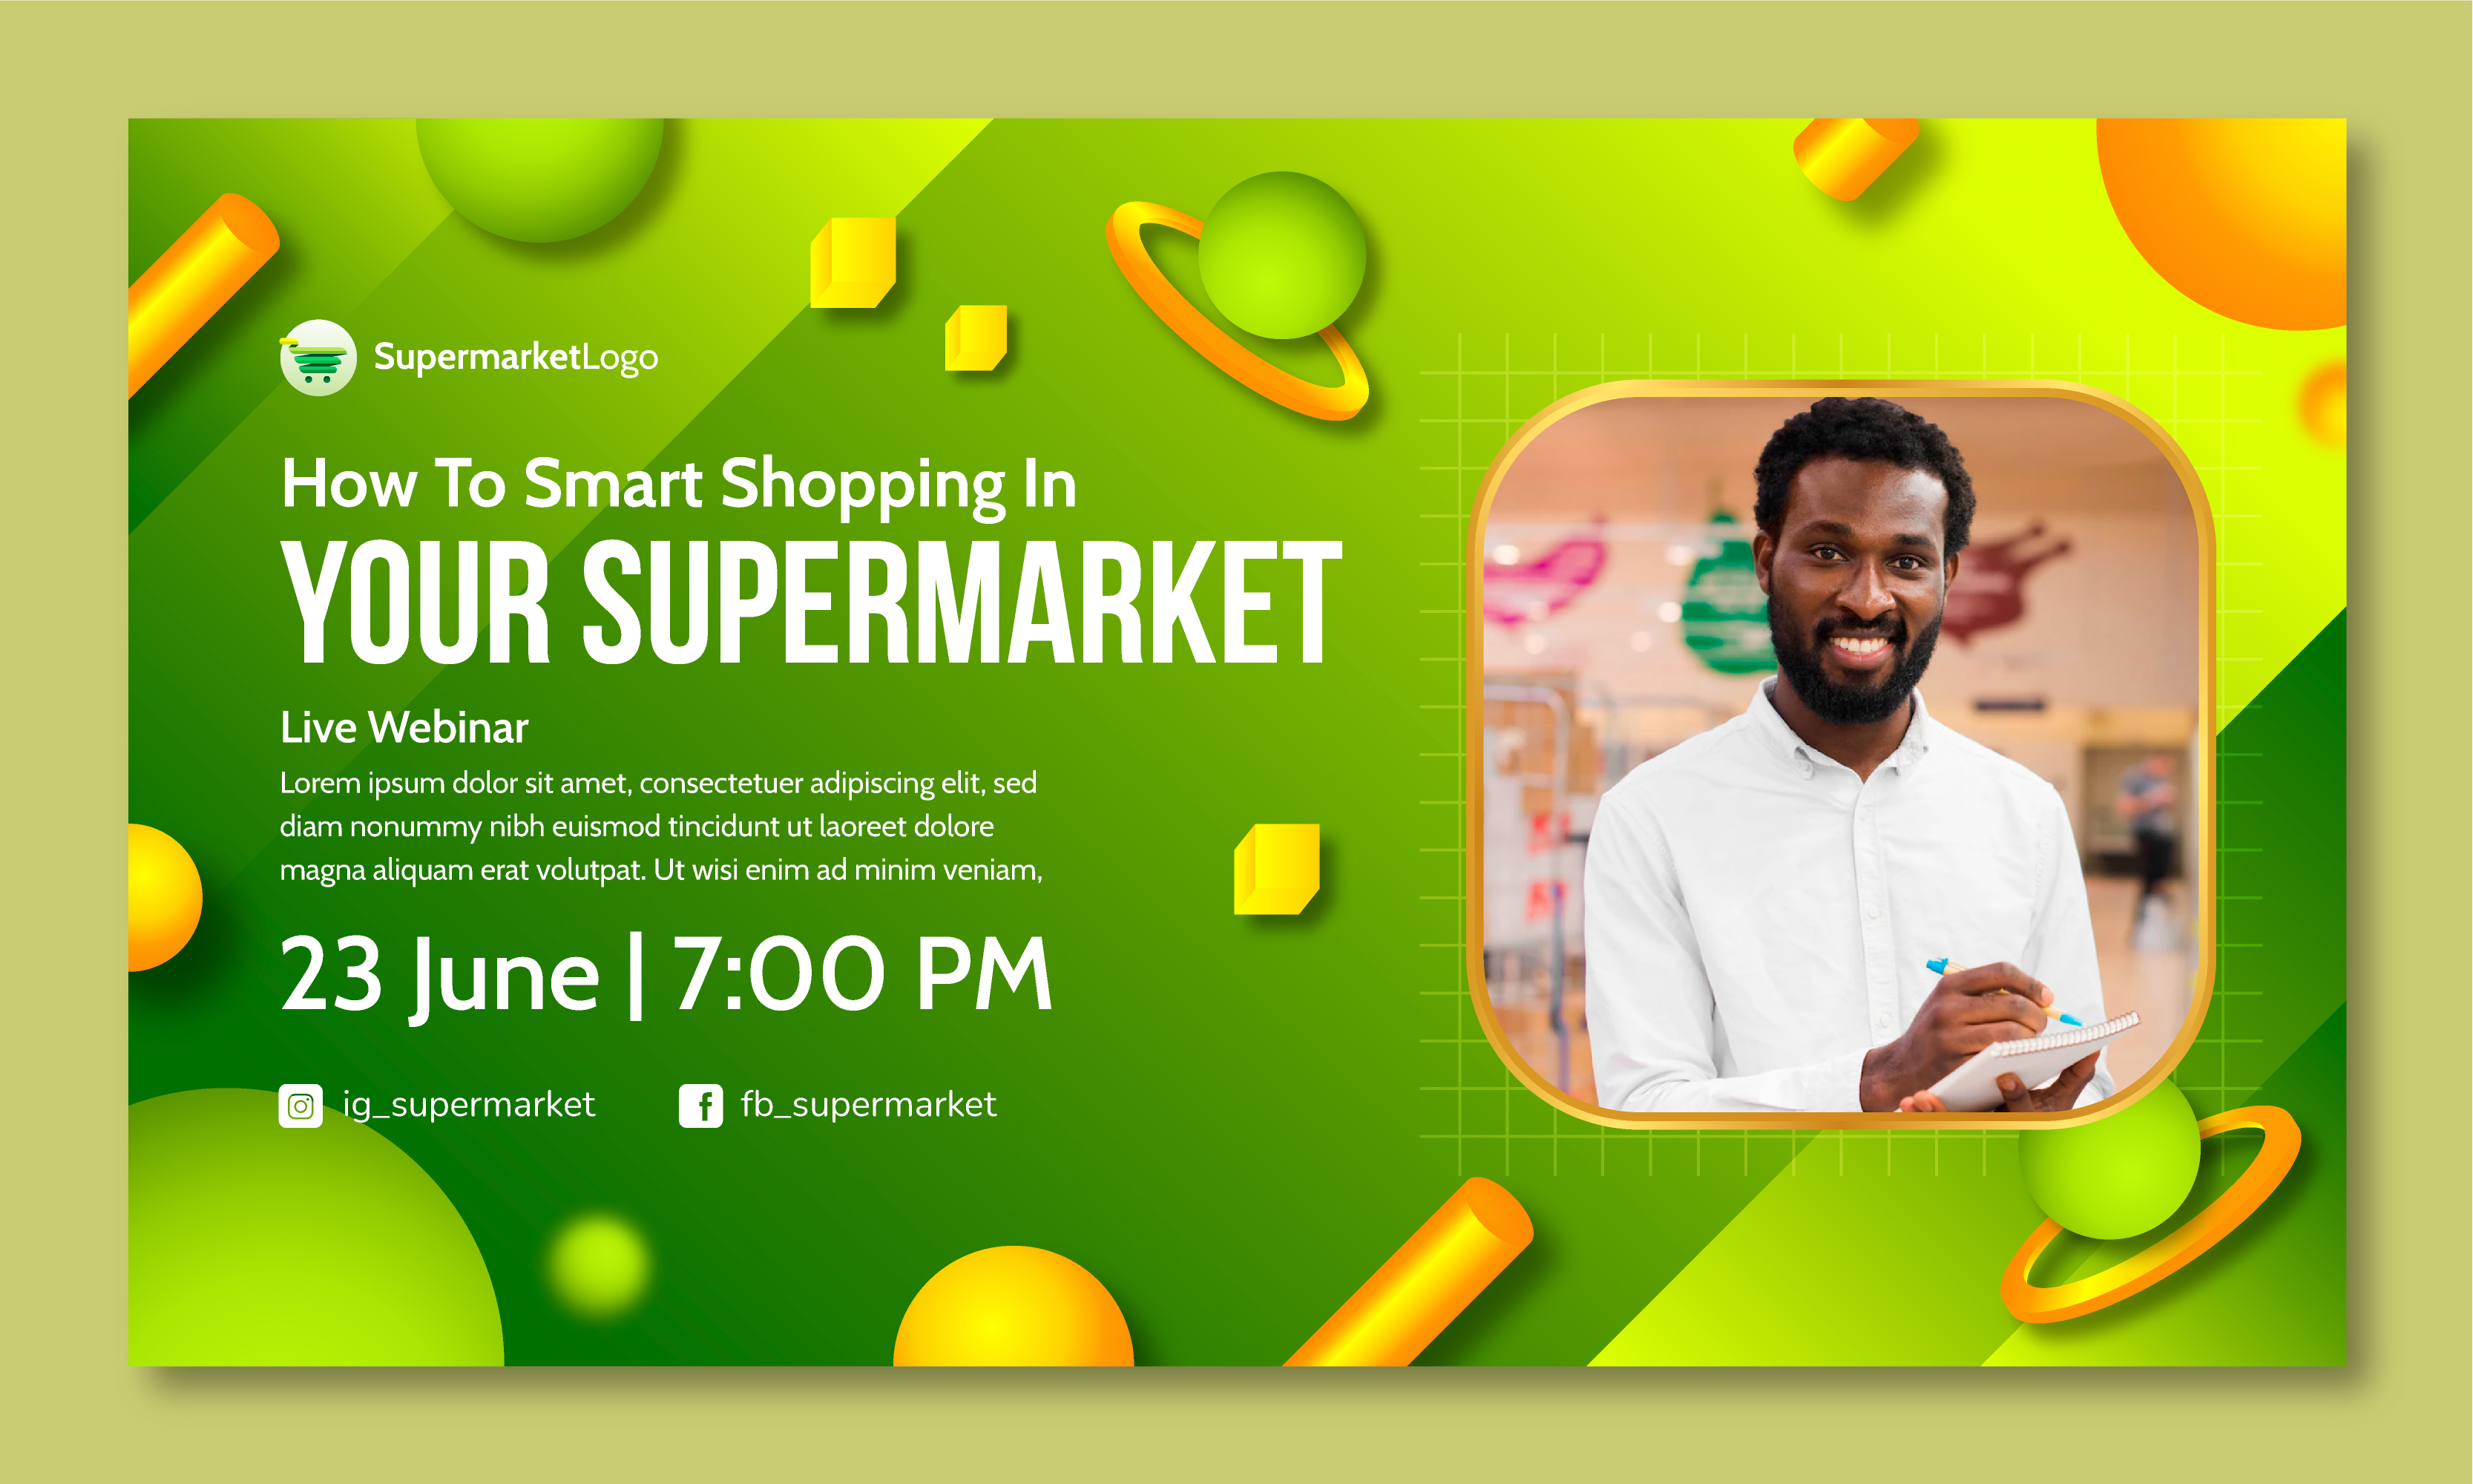 SupermarketLogo
How To Smart Shopping In
YOUR SUPERMARKET
Live Webinar
Lorem ipsum dolor sit amet, consectetuer adipiscing elit, sed
diam nonummy nibh euismod tincidunt ut laoreet dolore
magna aliquam erat volutpat. Ut wisi enim ad minim veniam,
23 June | 7:00 PM
ig_supermarket
fb_supermarket